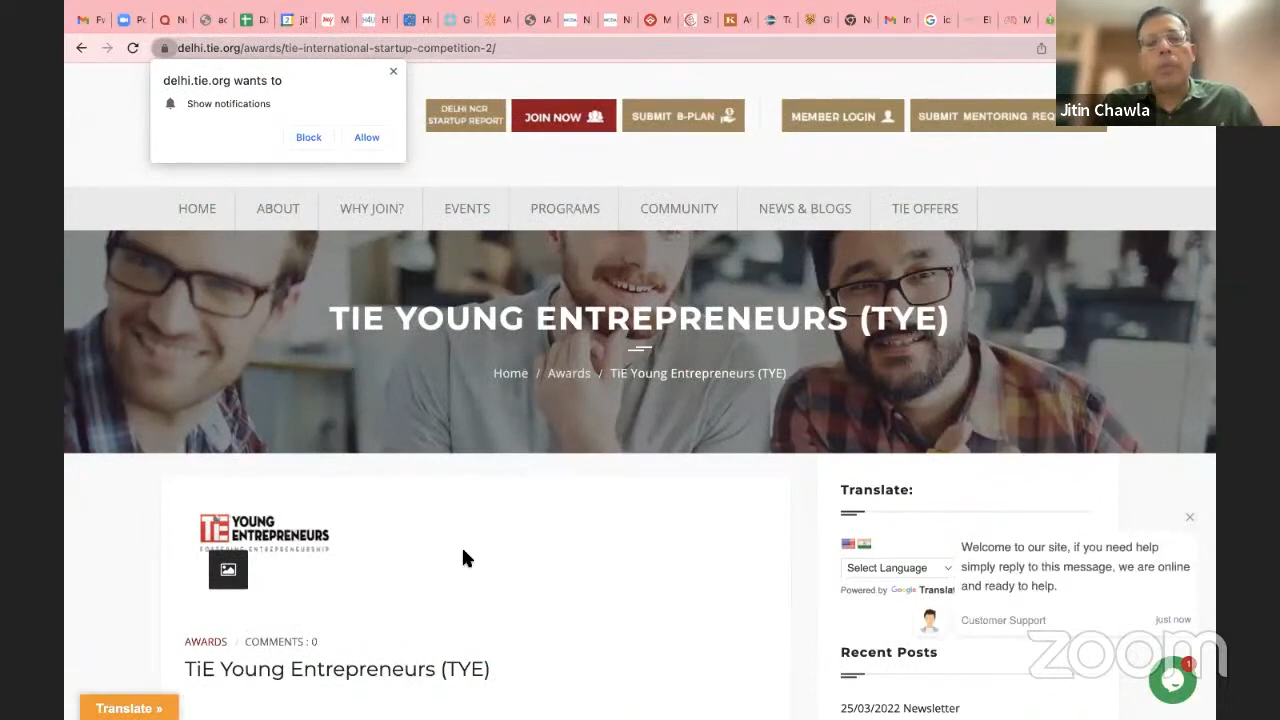 delhi.tie.org/awards/tie-international-startup-competition-2/
delhi.tie.org wants to
Show notifications
Block
Allow
DELHI NCR
STARTUP REPORT
JOIN NOW
SUBMIT B-PLAN
MEMBER LOGIN
SUBMIT MENTORING REQ
Jitin Chawla
HOME
ABOUT
WHY JOIN?
EVENTS
PROGRAMS
COMMUNITY
NEWS & BLOGS
TIE OFFERS
TIE YOUNG ENTREPRENEURS (TYE)
Home / Awards / TiE Young Entrepreneurs (TYE)
TiE YOUNG
ENTREPRENEURS
FOSTERING ENTREPRENEURSHIP
AWARDS / COMMENTS : 0
TiE Young Entrepreneurs (TYE)
Translate »
Translate:
Select Language
Powered by Google Transla
Welcome to our site, if you need help
simply reply to this message, we are online
and ready to help.
Customer Support
just now
Recent Posts
25/03/2022 Newsletter
zoom
1